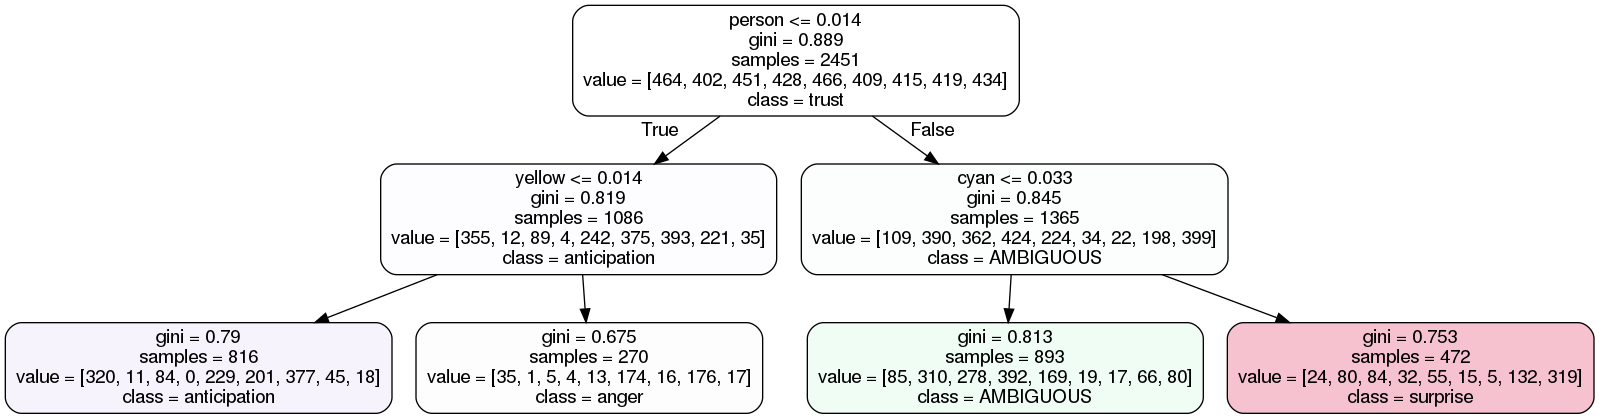 person <= 0.014
gini = 0.889
samples = 2451
value = [464, 402, 451, 428, 466, 409, 415, 419, 434]
class = trust
True
False
yellow <= 0.014
gini = 0.819
samples = 1086
value = [355, 12, 89, 4, 242, 375, 393, 221, 35]
class = anticipation
cyan <= 0.033
gini = 0.845
samples = 1365
value = [109, 390, 362, 424, 224, 34, 22, 198, 399]
class = AMBIGUOUS
gini = 0.79
samples = 816
value = [320, 11, 84, 0, 229, 201, 377, 45, 18]
class = anticipation
gini = 0.675
samples = 270
value = [35, 1, 5, 4, 13, 174, 16, 176, 17]
class = anger
gini = 0.813
samples = 893
value = [85, 310, 278, 392, 169, 19, 17, 66, 80]
class = AMBIGUOUS
gini = 0.753
samples = 472
value = [24, 80, 84, 32, 55, 15, 5, 132, 319]
class = surprise